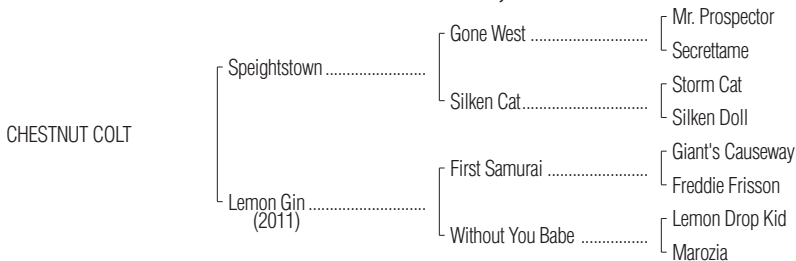 Mr. Prospector
Gone West ..................
Secrettame
Speightstown ......................
Storm Cat
Silken Cat...........................
Silken Doll
CHESTNUT COLT
Giant's Causeway
First Samurai ......................
Freddie Frisson
Lemon Gin ..........................
(2011)
Lemon Drop Kid
Without You Babe ..............
Marozia